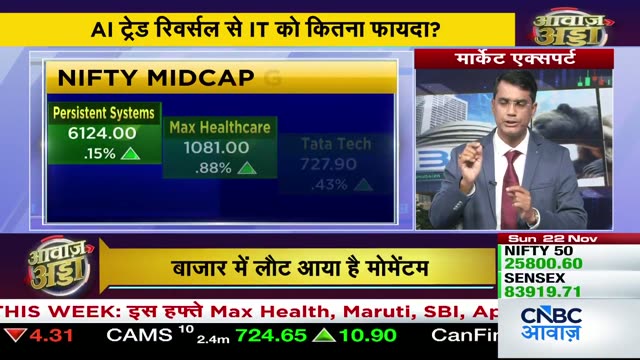 AI ट्रेड रिवर्सल से IT को कितना फायदा?
आवाज़
अड्डा
मार्केट एक्सपर्ट
NIFTY MIDCAP G
Persistent Systems
6124.00
.15%
Max Healthcare
1081.00
.88%
Tata Tech
727.90
.43%
आवाज़
अड्डा
बाजार में लौट आया है मोमेंटम
Sun 22 Nov
NIFTY 50
25800.60
SENSEX
83919.71
THIS WEEK: इस हफ्ते Max Health, Maruti, SBI, Ap
4.31 CAMS 10 2.4m 724.65 10.90 CanFin
CNBC
आवाज़